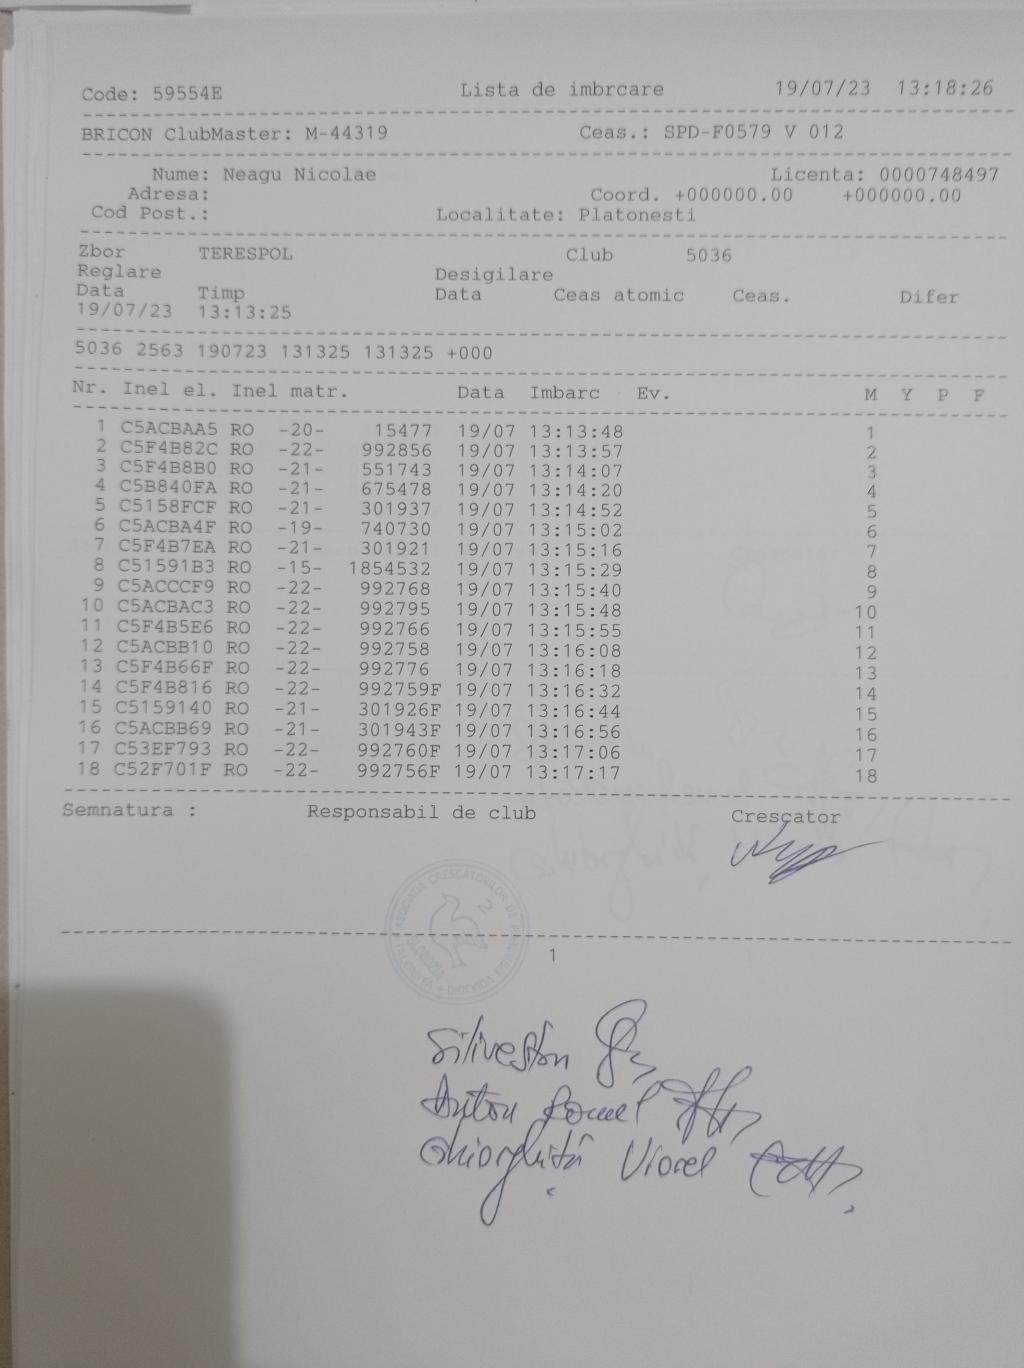 Code: 59554E Lista de imbrcare 19/07/23 13:18:26
BRICON ClubMaster: M-44319 Ceas.: SPD-F0579 V 012
Nume: Neagu Nicolae Licenta: 0000748497
Adresa: Coord. +000000.00 +000000.00
Cod Post.: Localitate: Platonesti
Zbor TERESPOL Club 5036
Reglare Desigilare
Data Timp Data Ceas atomic Ceas. Difer
19/07/23 13:13:25
5036 2563 190723 131325 131325 +000
Nr. Inel el. Inel matr. Data Imbarc Ev. M Y P F
1 C5ACBAA5 RO -20- 15477 19/07 13:13:48 1
2 C5F4B82C RO -22- 992856 19/07 13:13:57 2
3 C5F4B8B0 RO -21- 551743 19/07 13:14:07 3
4 C5B840FA RO -21- 675478 19/07 13:14:20 4
5 C5158FCF RO -21- 301937 19/07 13:14:52 5
6 C5ACBA4F RO -19- 740730 19/07 13:15:02 6
7 C5F4B7EA RO -21- 301921 19/07 13:15:16 7
8 C51591B3 RO -15- 1854532 19/07 13:15:29 8
9 C5ACCCF9 RO -22- 992768 19/07 13:15:40 9
10 C5ACBAC3 RO -22- 992795 19/07 13:15:48 10
11 C5F4B5E6 RO -22- 992766 19/07 13:15:55 11
12 C5ACBB10 RO -22- 992758 19/07 13:16:08 12
13 C5F4B66F RO -22- 992776 19/07 13:16:18 13
14 C5F4B816 RO -22- 992759F 19/07 13:16:32 14
15 C5159140 RO -21- 301926F 19/07 13:16:44 15
16 C5ACBB69 RO -21- 301943F 19/07 13:16:56 16
17 C53EF793 RO -22- 992760F 19/07 13:17:06 17
18 C52F701F RO -22- 992756F 19/07 13:17:17 18
Semnatura : Responsabil de club Crescator
ASOCIATIA CRESCATORILOR DE
IALOMITA
2
1
Anton
Ghiorghită Viorel